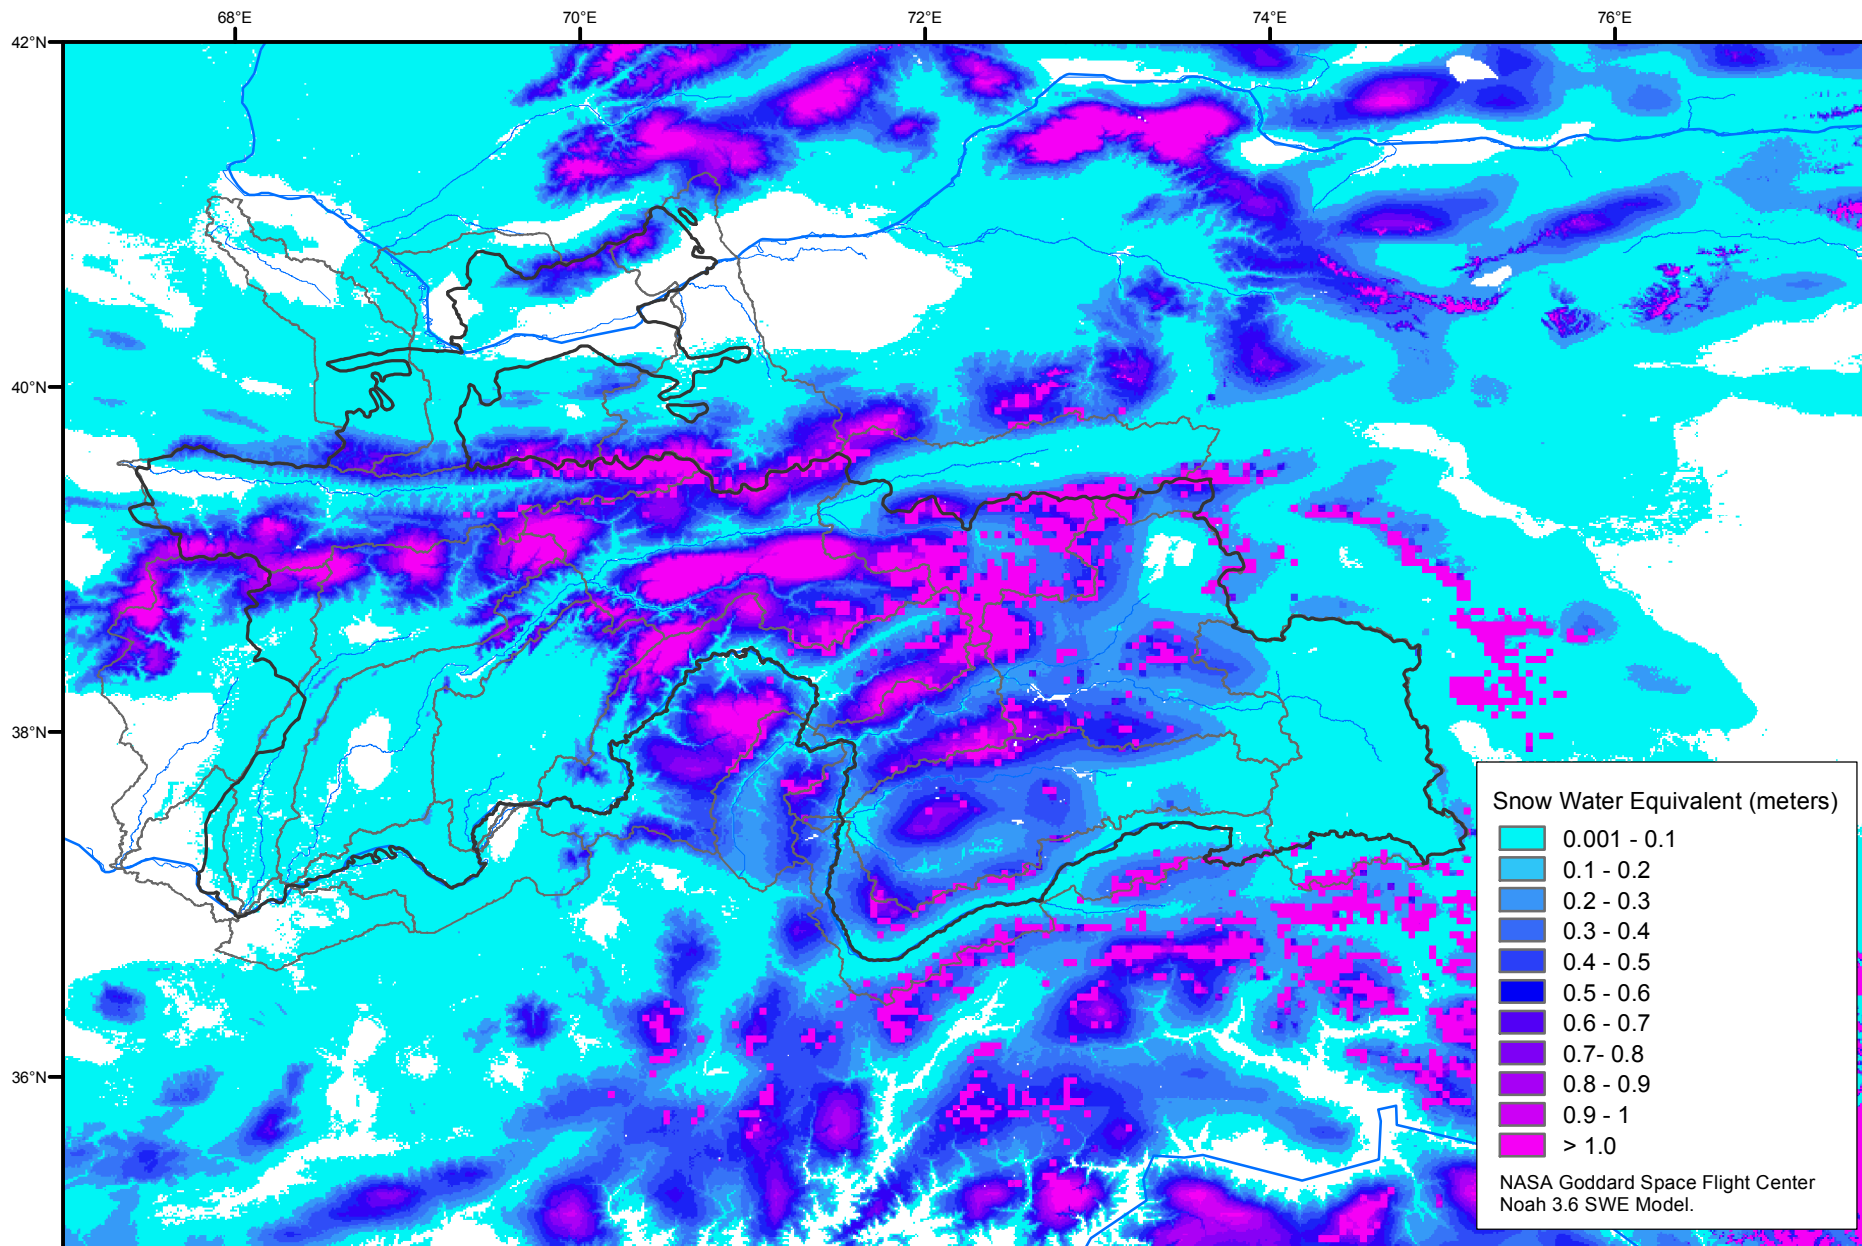 68°E
70°E
72°E
74°E
76°E
42°N
40°N
38°N
36°N
Snow Water Equivalent (meters)
0.001 - 0.1
0.1 - 0.2
0.2 - 0.3
0.3 - 0.4
0.4 - 0.5
0.5 - 0.6
0.6 - 0.7
0.7- 0.8
0.8 - 0.9
0.9 - 1
> 1.0
NASA Goddard Space Flight Center
Noah 3.6 SWE Model.